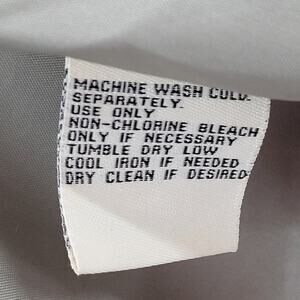 MACHINE WASH COLD.
SEPARATELY.
USE ONLY
NON-CHLORINE BLEACH
ONLY IF NECESSARY
TUMBLE DRY LOW
COOL IRON IF NEEDED
DRY CLEAN IF DESIRED